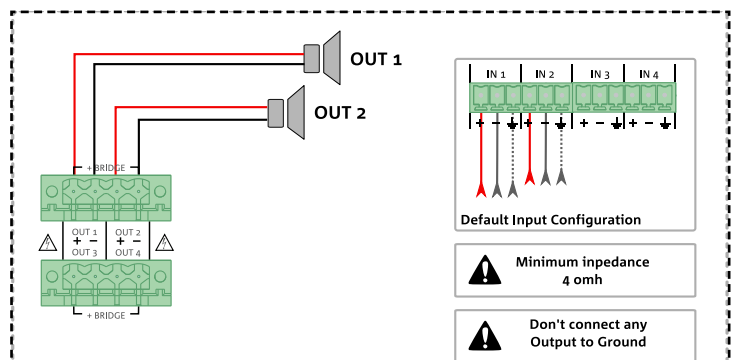 OUT 1
OUT 2
+ BRIDGE -
OUT 1 OUT 2
+ - + -
OUT 3 OUT 4
+ BRIDGE -
IN 1 IN 2 IN 3 IN 4
+ - + - + - + -
Default Input Configuration
Minimum inpedance
4 omh
Don't connect any
Output to Ground